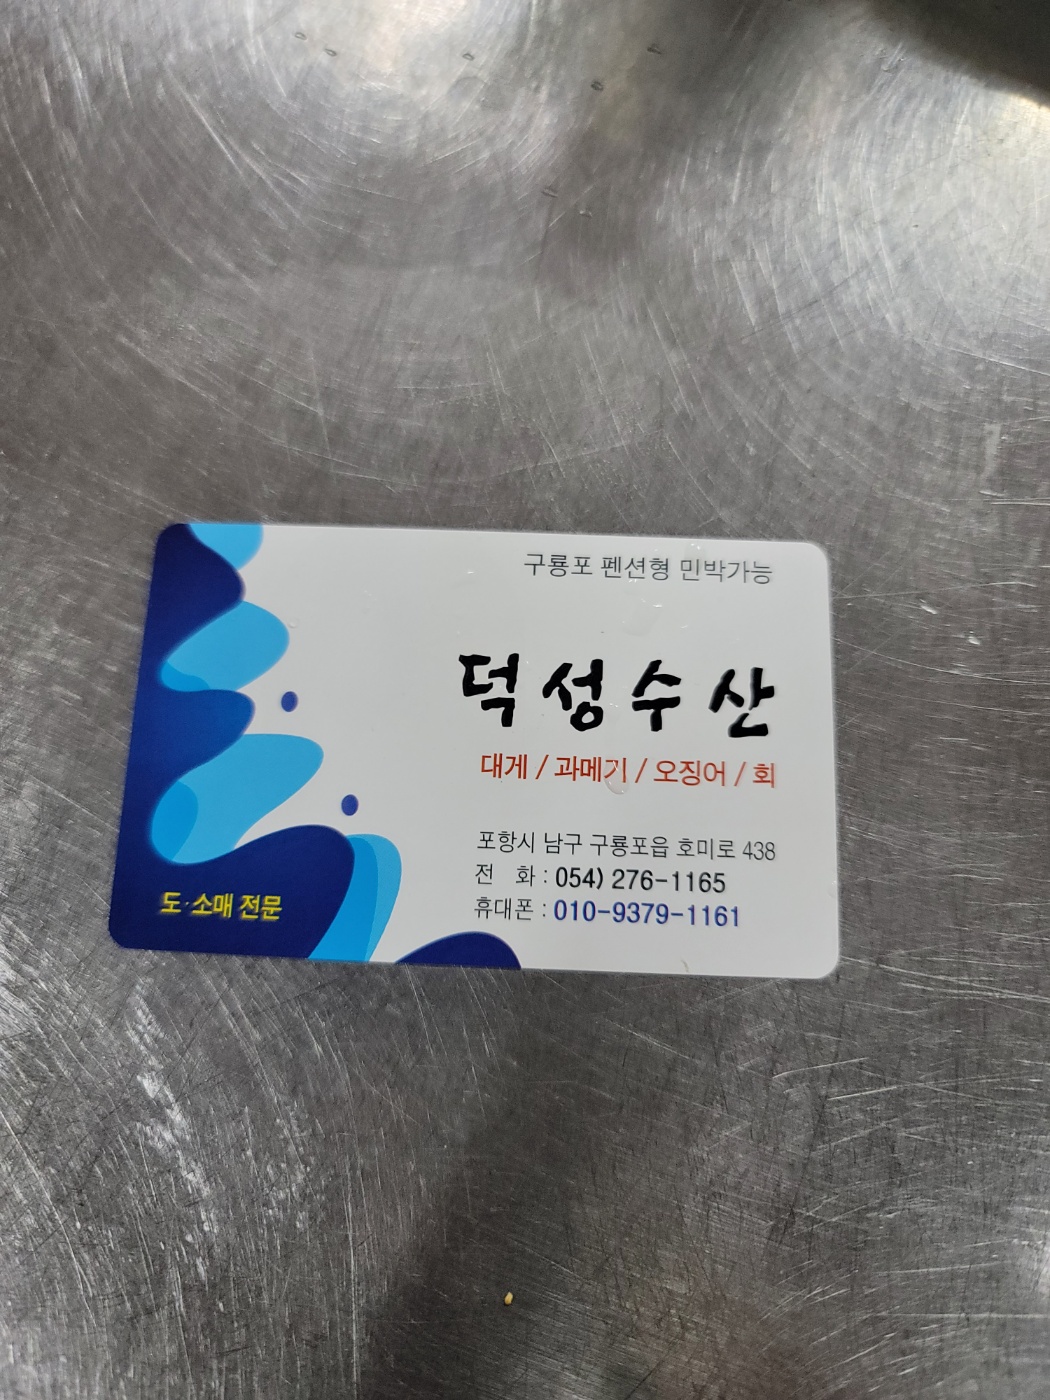 구룡포 펜션형 민박가능
덕성수산
대게 / 과메기 / 오징어 / 회
포항시 남구 구룡포읍 호미로 438
전 화 : 054) 276-1165
휴대폰 : 010-9379-1161
도·소매 전문